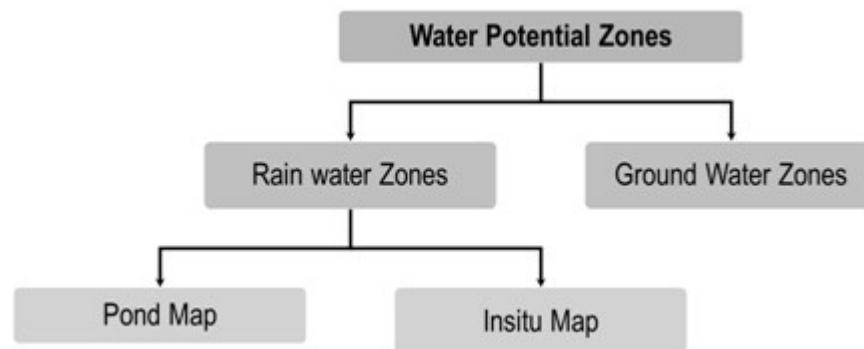 Water Potential Zones
Rain water Zones
Ground Water Zones
Pond Map
Insitu Map